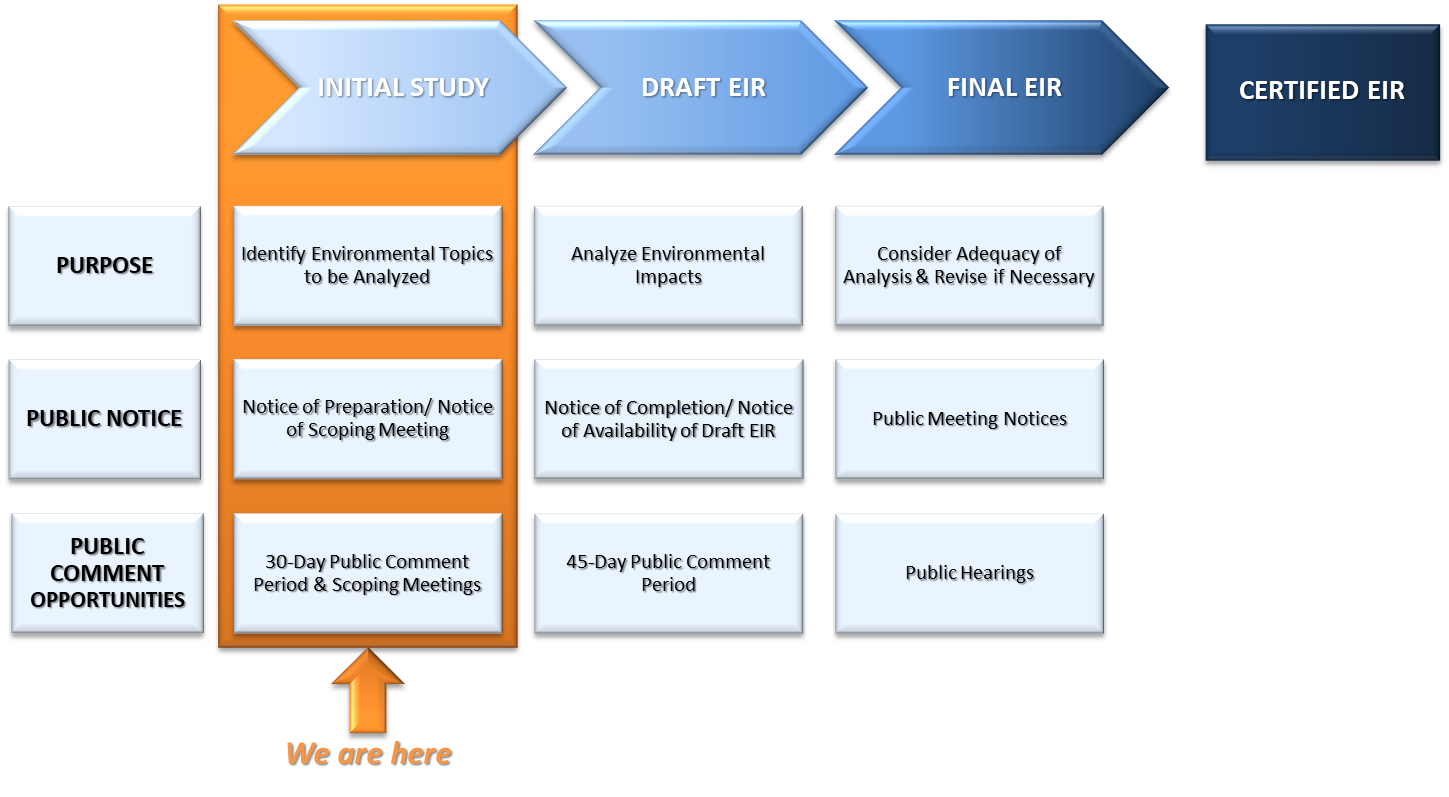 INITIAL STUDY
DRAFT EIR
FINAL EIR
CERTIFIED EIR
PURPOSE
Identify Environmental Topics
to be Analyzed
Analyze Environmental
Impacts
Consider Adequacy of
Analysis & Revise if Necessary
PUBLIC NOTICE
Notice of Preparation/ Notice
of Scoping Meeting
Notice of Completion/ Notice
of Availability of Draft EIR
Public Meeting Notices
PUBLIC
COMMENT
OPPORTUNITIES
30-Day Public Comment
Period & Scoping Meetings
45-Day Public Comment
Period
Public Hearings
We are here